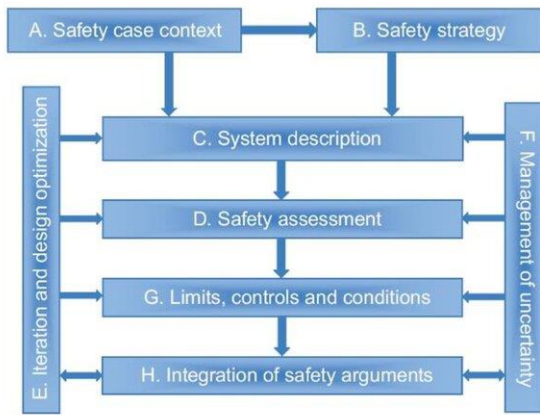 A. Safety case context
B. Safety strategy
C. System description
D. Safety assessment
G. Limits, controls and conditions
H. Integration of safety arguments
E. Iteration and design optimization
F. Management of uncertainty